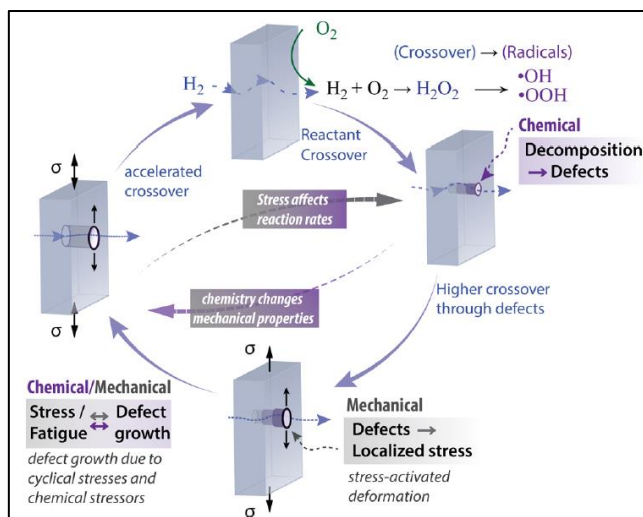 O₂
(Crossover) → (Radicals)
H₂
H₂ + O₂ → H₂O₂ → •OH
•OOH
Reactant
Crossover
Chemical
Decomposition
→ Defects
accelerated
crossover
σ
Stress affects
reaction rates
chemistry changes
mechanical properties
Higher crossover
through defects
σ
σ
Chemical/Mechanical
Stress / ↔ Defect
Fatigue ↔ growth
defect growth due to
cyclical stresses and
chemical stressors
Mechanical
Defects →
Localized stress
stress-activated
deformation
σ